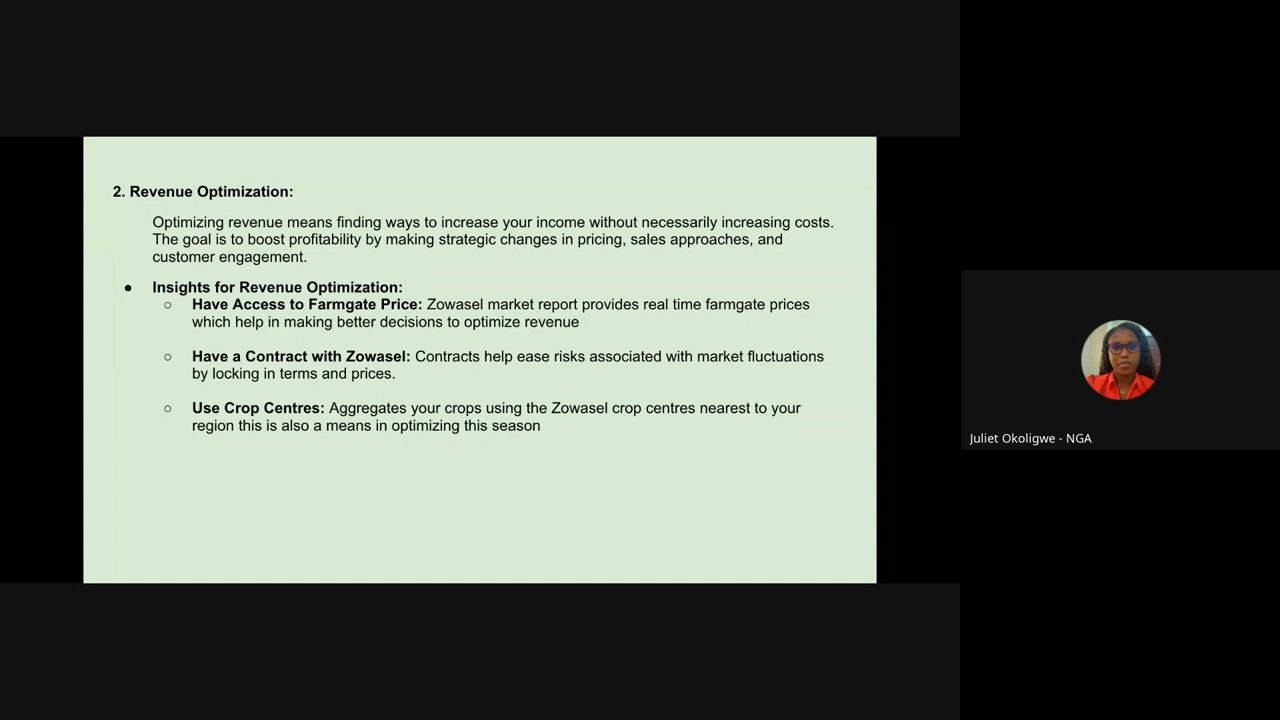 2. Revenue Optimization:
Optimizing revenue means finding ways to increase your income without necessarily increasing costs.
The goal is to boost profitability by making strategic changes in pricing, sales approaches, and
customer engagement.
● Insights for Revenue Optimization:
○ Have Access to Farmgate Price: Zowasel market report provides real time farmgate prices
which help in making better decisions to optimize revenue
○ Have a Contract with Zowasel: Contracts help ease risks associated with market fluctuations
by locking in terms and prices.
○ Use Crop Centres: Aggregates your crops using the Zowasel crop centres nearest to your
region this is also a means in optimizing this season
Juliet Okoligwe - NGA